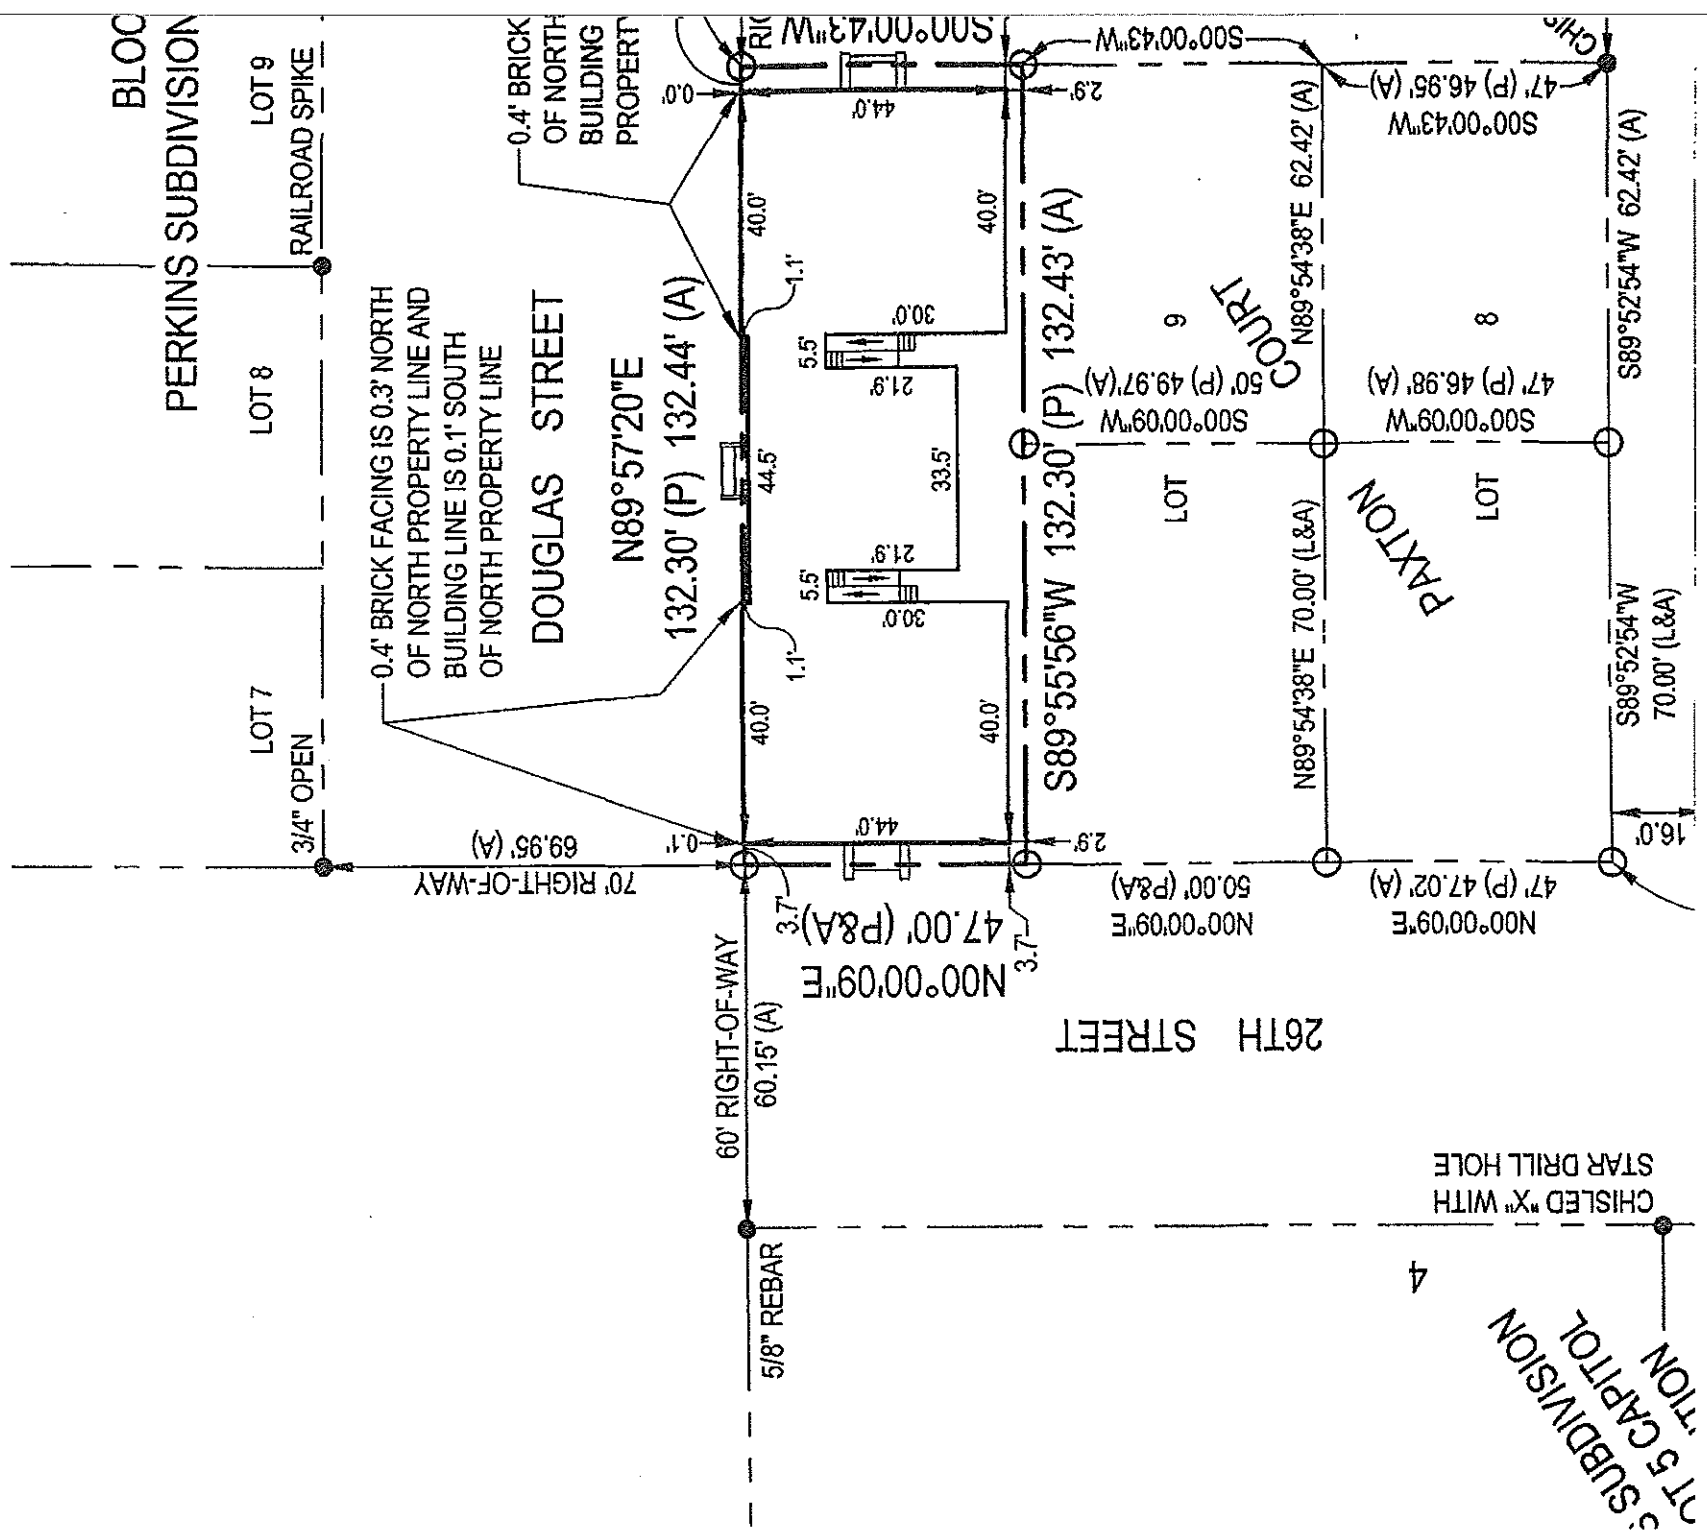 BLOC
PERKINS SUBDIVISION
LOT 7
LOT 8
LOT 9
3/4" OPEN
RAILROAD SPIKE
0.4' BRICK FACING IS 0.3' NORTH
OF NORTH PROPERTY LINE AND
BUILDING LINE IS 0.1' SOUTH
OF NORTH PROPERTY LINE
0.4' BRICK
OF NORTH
BUILDING
PROPERT
DOUGLAS STREET
N89°57'20"E
132.30' (P) 132.44' (A)
70' RIGHT-OF-WAY
69.95' (A)
0.1'
0.0'
S00°00'43"W
RIG
3.7'
40.0'
1.1'
44.5'
1.1'
40.0'
44.0'
5.5'
5.5'
44.0'
30.0'
21.9'
33.5'
21.9'
30.0'
40.0'
40.0'
2.9'
2.9'
3.7'
60' RIGHT-OF-WAY
60.15' (A)
5/8" REBAR
N00°00'09"E
47.00' (P&A)
S89°55'56"W 132.30' (P) 132.43' (A)
26TH STREET
N00°00'09"E
50.00' (P&A)
LOT
9
S00°00'09"W
50' (P) 49.97'(A)
S00°00'43"W
N89°54'38"E 70.00' (L&A)
N89°54'38"E 62.42' (A)
PAXTON
COURT
N00°00'09"E
47' (P) 47.02' (A)
LOT
8
S00°00'09"W
47' (P) 46.98' (A)
S00°00'43"W
47' (P) 46.95' (A)
CHIS
S89°52'54"W
70.00' (L&A)
S89°52'54"W 62.42' (A)
16.0'
CHISLED "X" WITH
STAR DRILL HOLE
4
'S SUBDIVISION
OT 5 CAPITOL
TION